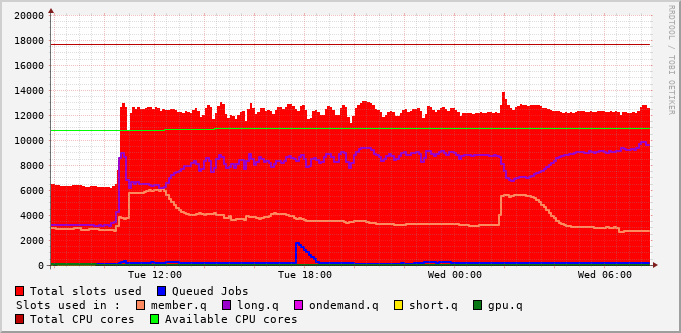 20000
18000
16000
14000
12000
10000
8000
6000
4000
2000
0
Tue 12:00 Tue 18:00 Wed 00:00 Wed 06:00
RRDTOOL / TOBI OETIKER
Total slots used Queued Jobs
Slots used in : member.q long.q ondemand.q short.q gpu.q
Total CPU cores Available CPU cores